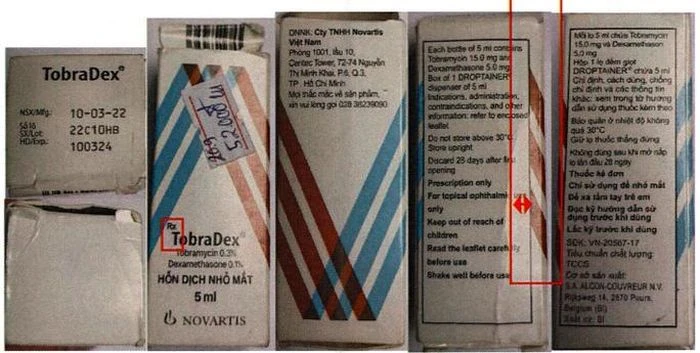 TobraDex®
NSX/Mfg: 10-03-22
Số lô
SX/Lot: 22C10HB
HD/Exp.: 100324
52.000đ
Rx
TobraDex®
Tobramycin 0.3%
Dexamethasone 0.1%
HỖN DỊCH NHỎ MẮT
5 ml
NOVARTIS
DNNK: Cty TNHH Novartis
Việt Nam
Phòng 1001, lầu 10,
Centec Tower, 72-74 Nguyễn
Thị Minh Khai, P.6, Q.3,
TP. Hồ Chí Minh
Mọi thắc mắc về sản phẩm,
xin vui lòng gọi 028 38239090
Each bottle of 5 ml contains
Tobramycin 15.0 mg and
Dexamethasone 5.0 mg
Box of 1 DROPTAINER®
dispenser of 5 ml
Indications, administration,
contraindications, and other
information: refer to enclosed
leaflet
Do not store above 30°C
Store upright
Discard 28 days after first
opening
Prescription only
For topical ophthalmic use
only
Keep out of reach of
children
Read the leaflet carefully
before use
Shake well before use
Mỗi lọ 5 ml chứa Tobramycin
15.0 mg và Dexamethason
5.0 mg
Hộp 1 lọ đếm giọt
DROPTAINER® chứa 5 ml
Chỉ định, cách dùng, chống
chỉ định và các thông tin
khác: xem trong tờ hướng
dẫn sử dụng thuốc kèm theo
Bảo quản ở nhiệt độ không
quá 30°C
Giữ lọ thuốc thẳng đứng
Không dùng sau khi mở nắp
lọ lần đầu 28 ngày
Thuốc kê đơn
Chỉ sử dụng để nhỏ mắt
Để xa tầm tay trẻ em
Đọc kỹ hướng dẫn sử
dụng trước khi dùng
Lắc kỹ trước khi dùng
SĐK: VN-20587-17
Tiêu chuẩn chất lượng:
TCCS
Cơ sở sản xuất:
S.A. ALCON-COUVREUR N.V.
Rijksweg 14, 2870 Puurs,
Belgium (Bỉ)
Xuất xứ: Bỉ